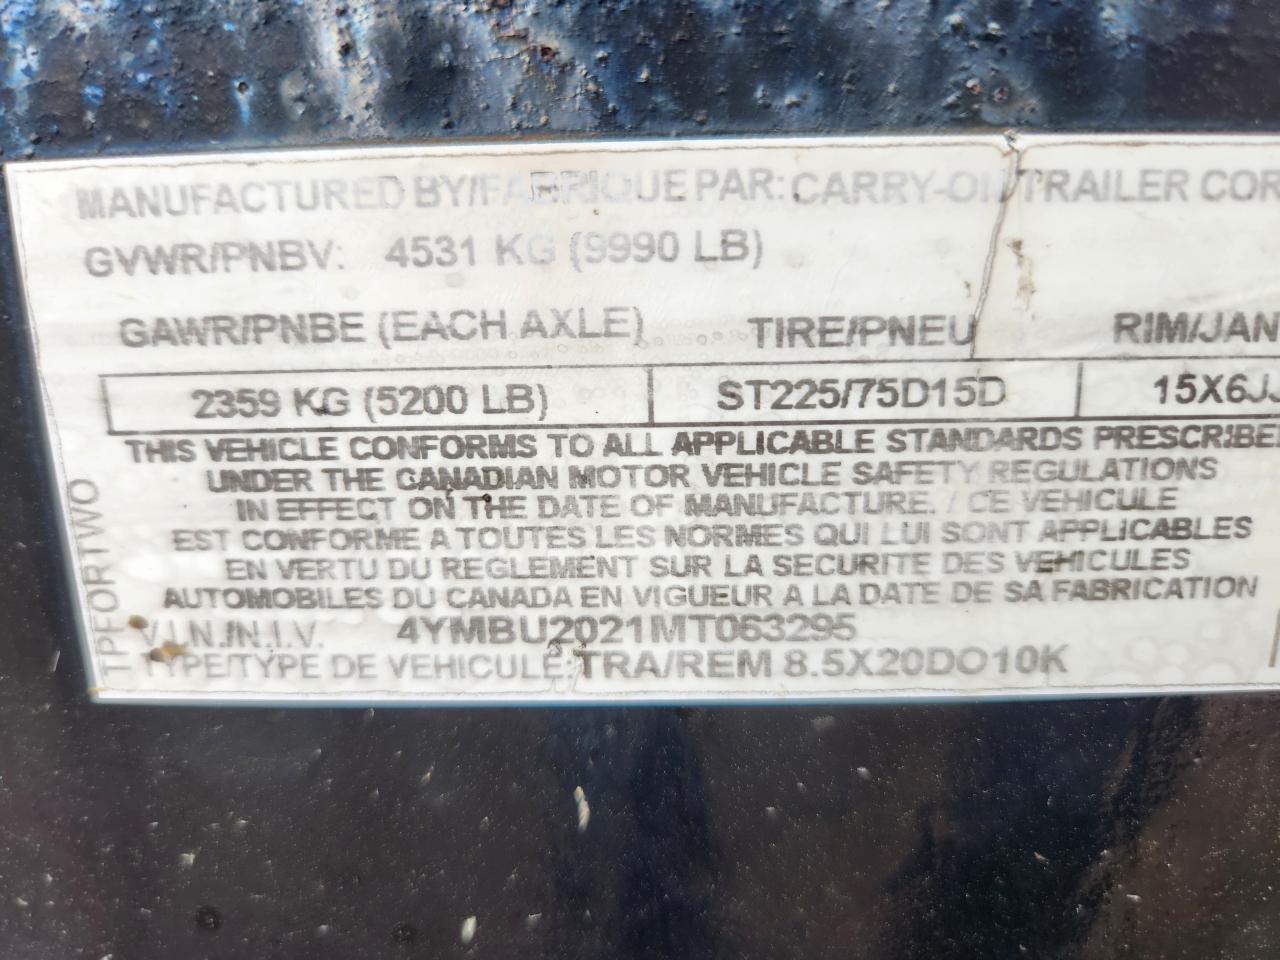 MANUFACTURED BY/FABRIQUE PAR: CARRY-ON TRAILER COR
GVWR/PNBV: 4531 KG (9990 LB)
GAWR/PNBE (EACH AXLE) TIRE/PNEU RIM/JAN
2359 KG (5200 LB) ST225/75D15D 15X6JJ
THIS VEHICLE CONFORMS TO ALL APPLICABLE STANDARDS PRESCRIBE
UNDER THE CANADIAN MOTOR VEHICLE SAFETY REGULATIONS
IN EFFECT ON THE DATE OF MANUFACTURE. / CE VEHICULE
EST CONFORME A TOUTES LES NORMES QUI LUI SONT APPLICABLES
EN VERTU DU REGLEMENT SUR LA SECURITE DES VEHICULES
AUTOMOBILES DU CANADA EN VIGUEUR A LA DATE DE SA FABRICATION
V.I.N./N.I.V. 4YMBU2021MT063295
TYPE/TYPE DE VEHICULE: TRA/REM 8.5X20DO10K
TPFORTWO